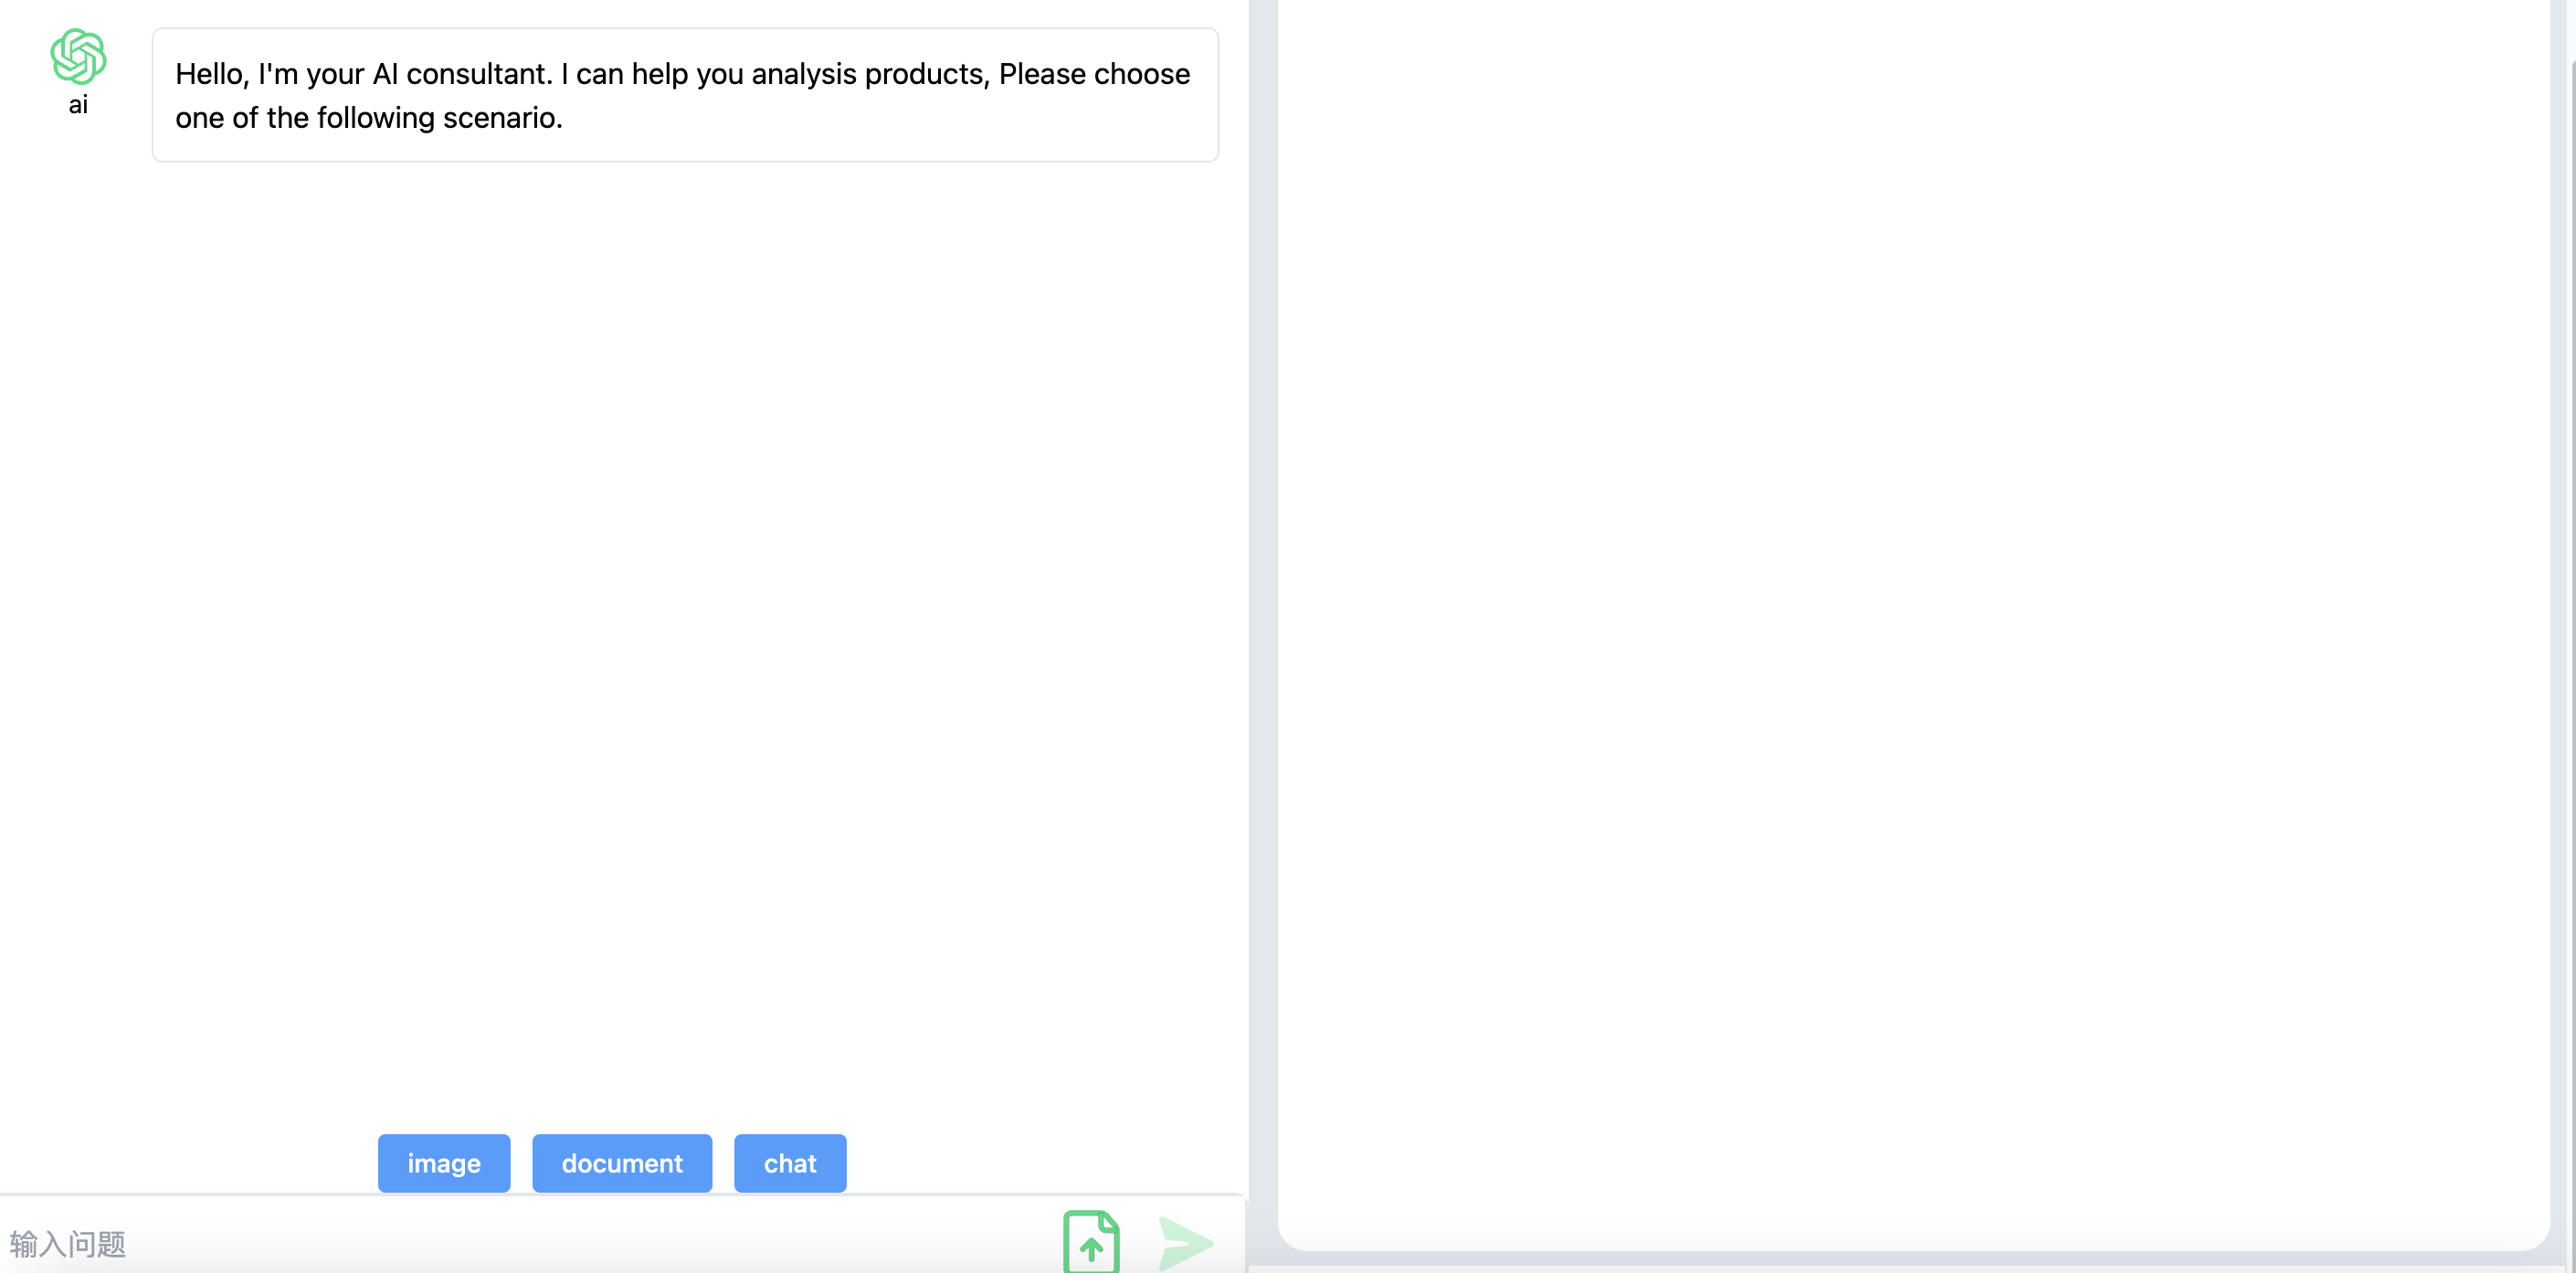 Hello, I'm your AI consultant. I can help you analysis products, Please choose
one of the following scenario.
ai
image
document
chat
输入问题